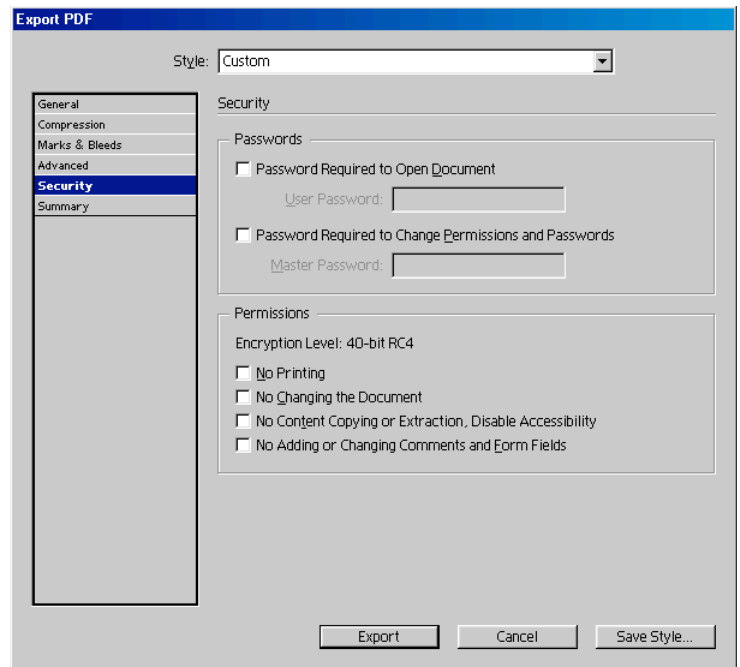 Export PDF
Style: Custom
General
Compression
Marks & Bleeds
Advanced
Security
Summary
Security
Passwords
Password Required to Open Document
User Password:
Password Required to Change Permissions and Passwords
Master Password:
Permissions
Encryption Level: 40-bit RC4
No Printing
No Changing the Document
No Content Copying or Extraction, Disable Accessibility
No Adding or Changing Comments and Form Fields
Export Cancel Save Style...